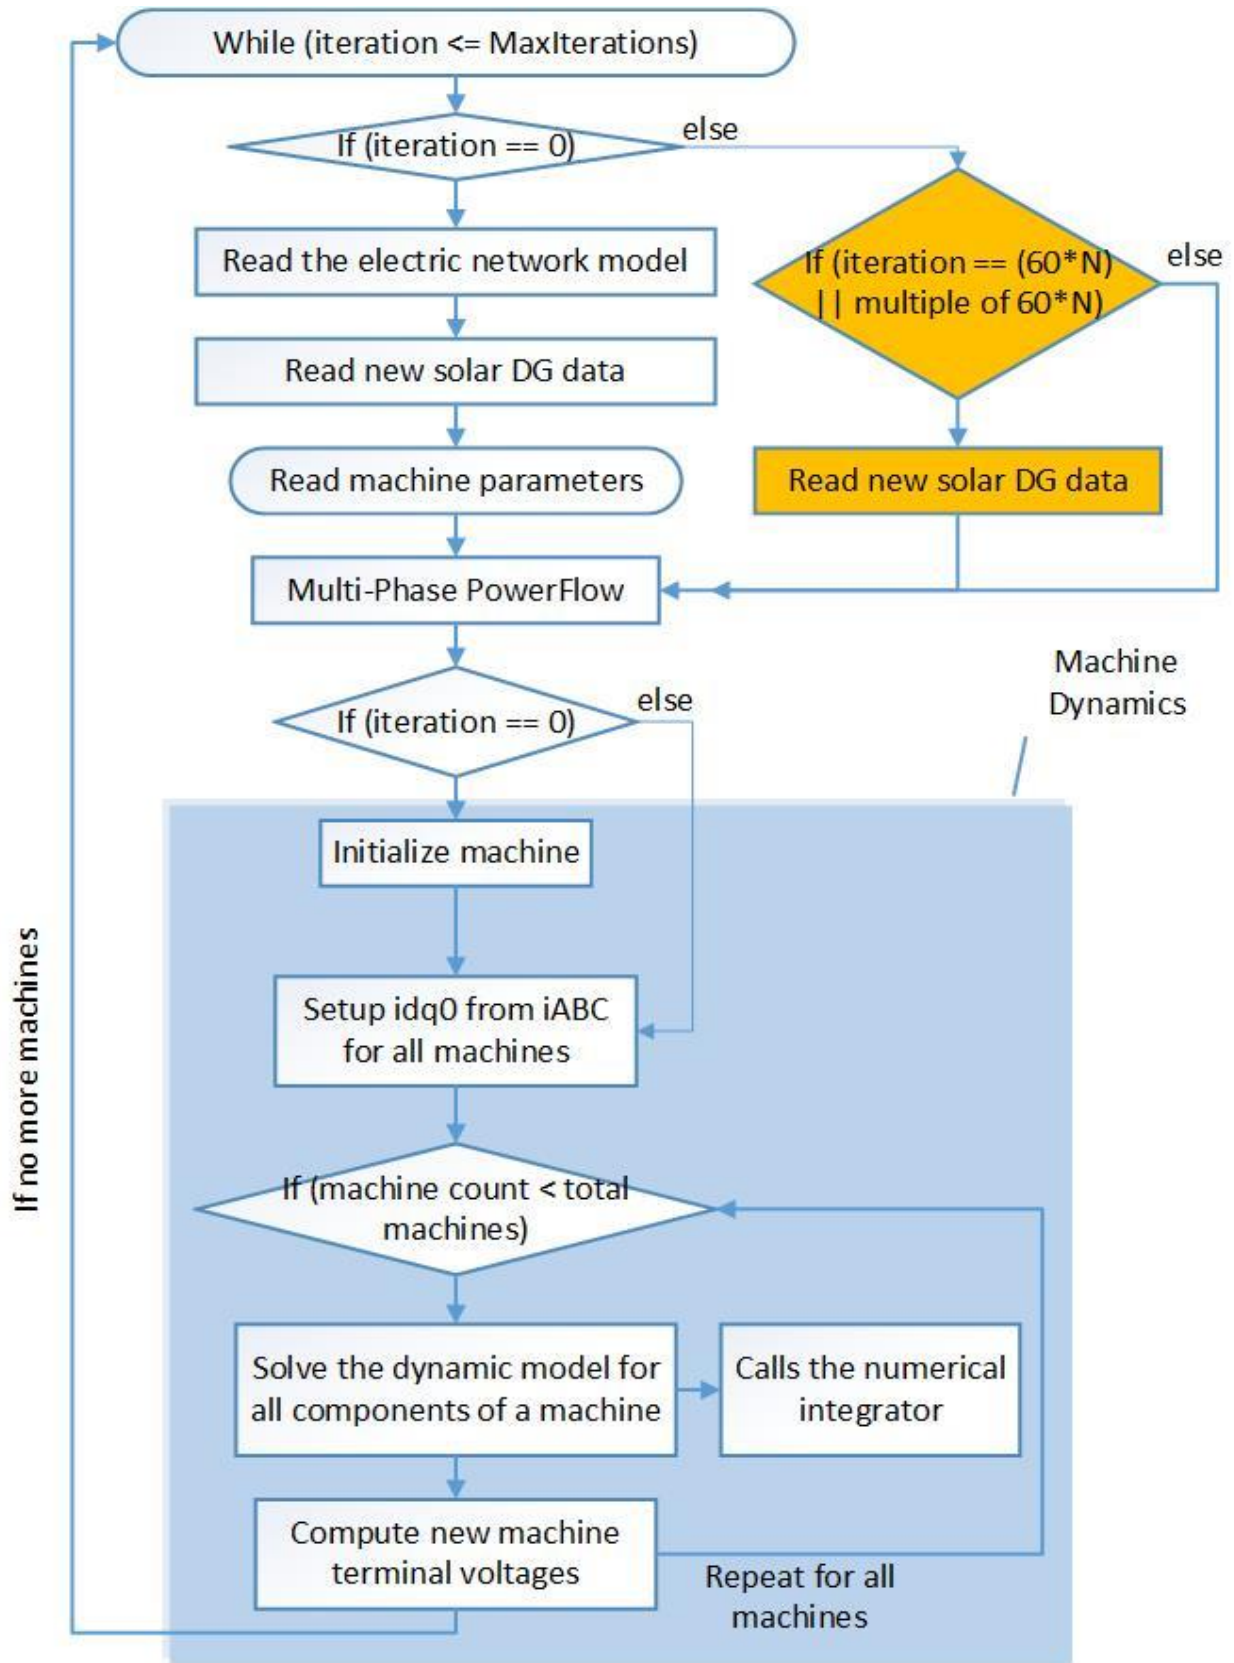 While (iteration <= MaxIterations)
If (iteration == 0)
else
Read the electric network model
If (iteration == (60*N)
|| multiple of 60*N)
else
Read new solar DG data
Read machine parameters
Read new solar DG data
Multi-Phase PowerFlow
Machine
Dynamics
If (iteration == 0)
else
Initialize machine
Setup idq0 from iABC
for all machines
If no more machines
If (machine count < total
machines)
Solve the dynamic model for
all components of a machine
Calls the numerical
integrator
Compute new machine
terminal voltages
Repeat for all
machines